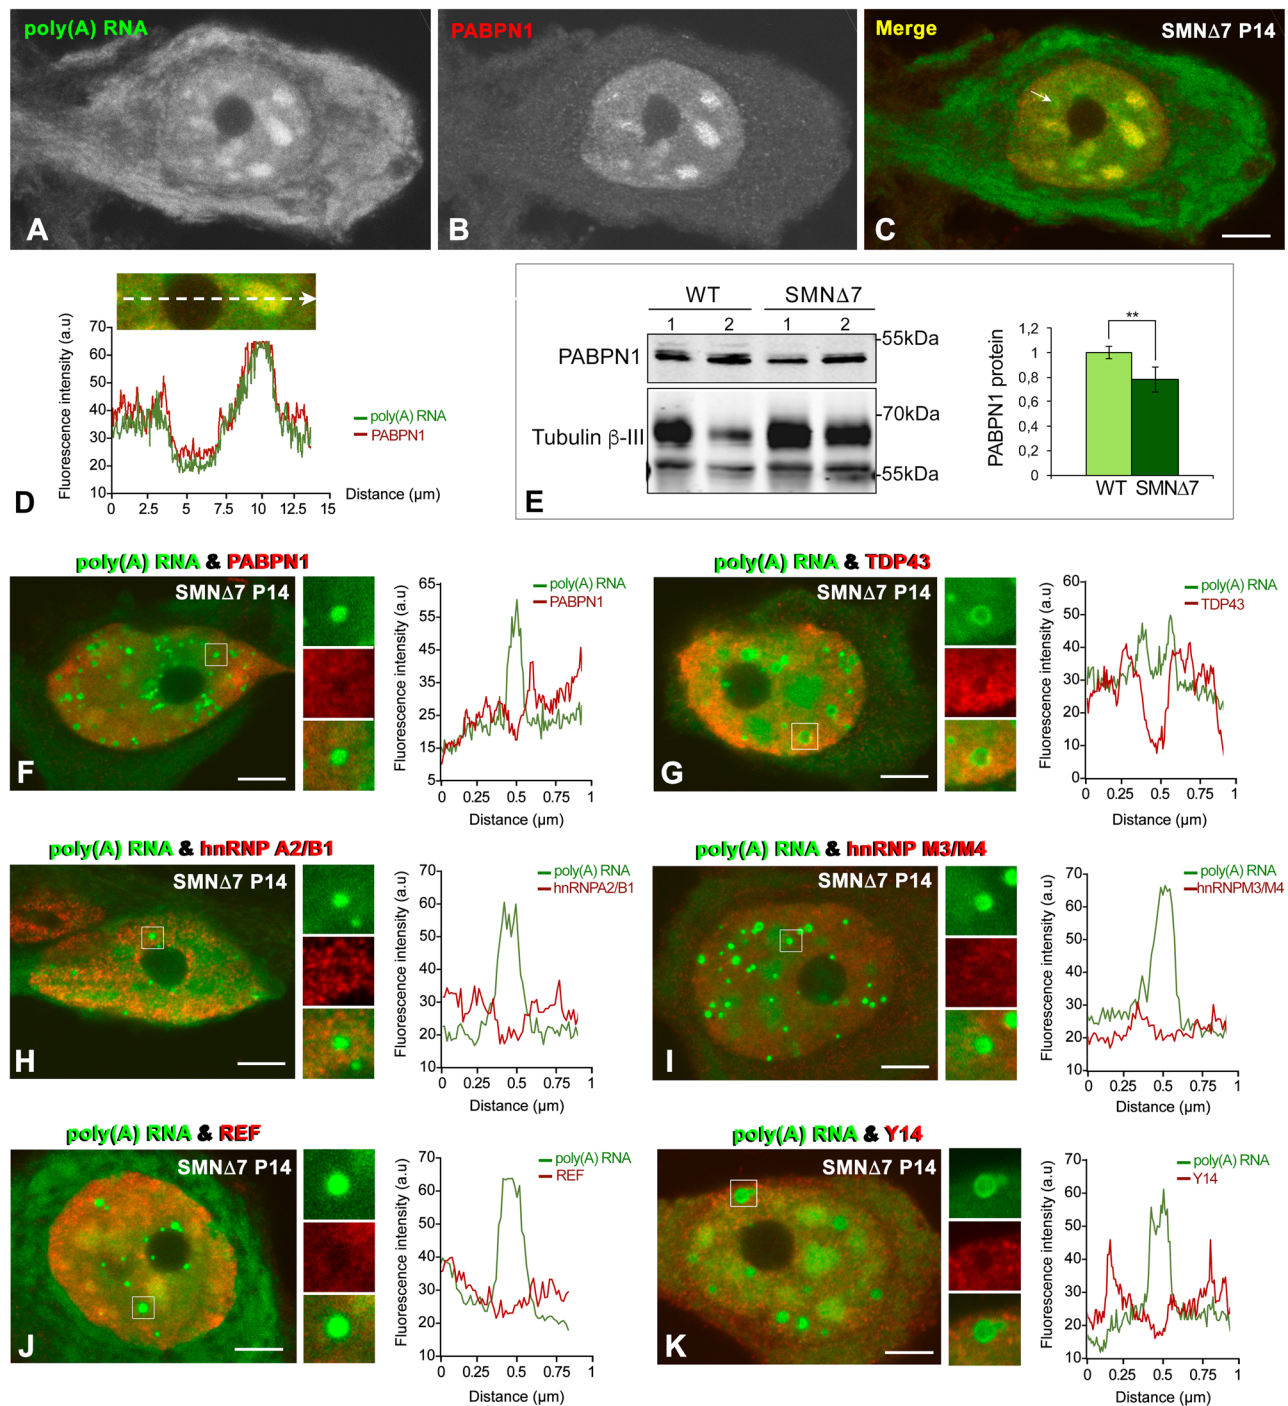 poly(A) RNA
PABPN1
Merge
SMNΔ7 P14
A
B
C
70
60
50
40
30
20
10
Fluorescence intensity (a.u)
0 2.5 5 7.5 10 12.5 15
Distance (µm)
poly(A) RNA
PABPN1
D
WT SMNΔ7
1 2 1 2
PABPN1
Tubulin β-III
-55kDa
-70kDa
-55kDa
E
PABPN1 protein
1,2
1
0,8
0,6
0,4
0,2
0
**
WT SMNΔ7
poly(A) RNA & PABPN1
SMNΔ7 P14
F
Fluorescence intensity (a.u)
65
55
45
35
25
15
5
poly(A) RNA
PABPN1
0 0.25 0.5 0.75 1
Distance (µm)
poly(A) RNA & TDP43
SMNΔ7 P14
G
Fluorescence intensity (a.u)
60
50
40
30
20
10
0
poly(A) RNA
TDP43
0 0.25 0.5 0.75 1
Distance (µm)
poly(A) RNA & hnRNP A2/B1
SMNΔ7 P14
H
Fluorescence intensity (a.u)
70
60
50
40
30
20
10
poly(A) RNA
hnRNPA2/B1
0 0.25 0.5 0.75 1
Distance (µm)
poly(A) RNA & hnRNP M3/M4
SMNΔ7 P14
I
Fluorescence intensity (a.u)
70
60
50
40
30
20
10
poly(A) RNA
hnRNPM3/M4
0 0.25 0.5 0.75 1
Distance (µm)
poly(A) RNA & REF
SMNΔ7 P14
J
Fluorescence intensity (a.u)
70
60
50
40
30
20
10
poly(A) RNA
REF
0 0.25 0.5 0.75 1
Distance (µm)
poly(A) RNA & Y14
SMNΔ7 P14
K
Fluorescence intensity (a.u)
70
60
50
40
30
20
10
poly(A) RNA
Y14
0 0.25 0.5 0.75 1
Distance (µm)